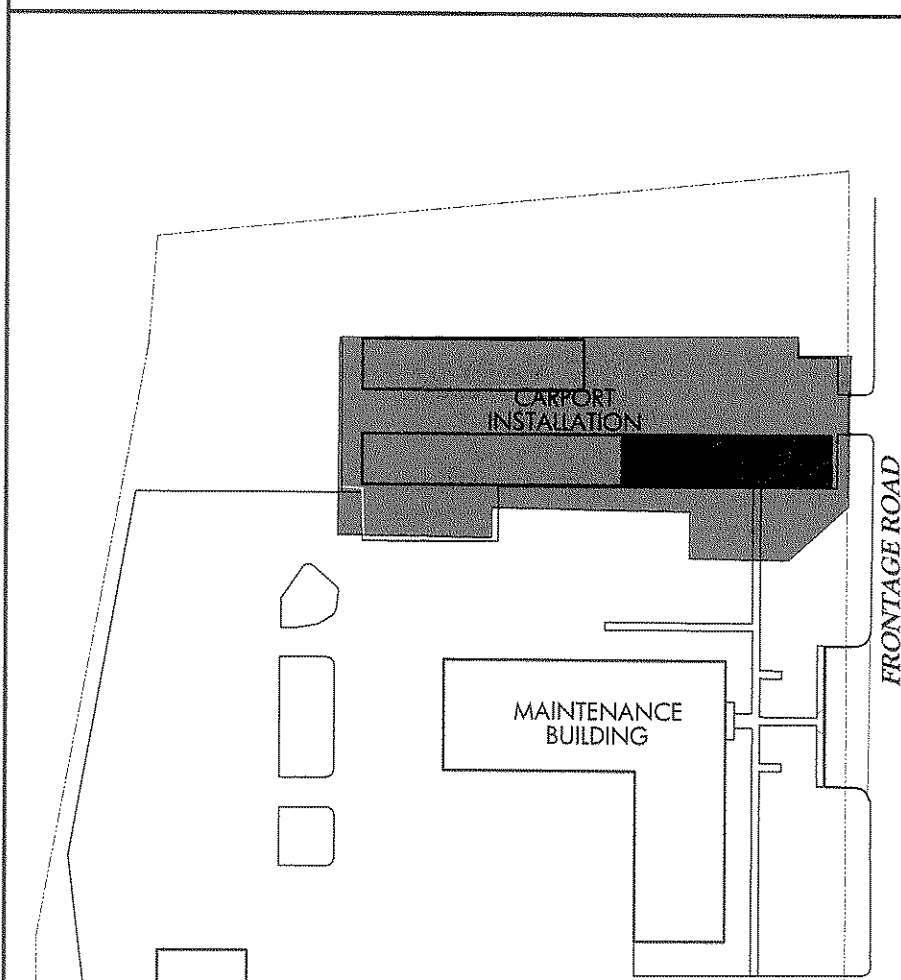 CARPORT
INSTALLATION
FRONTAGE ROAD
MAINTENANCE
BUILDING